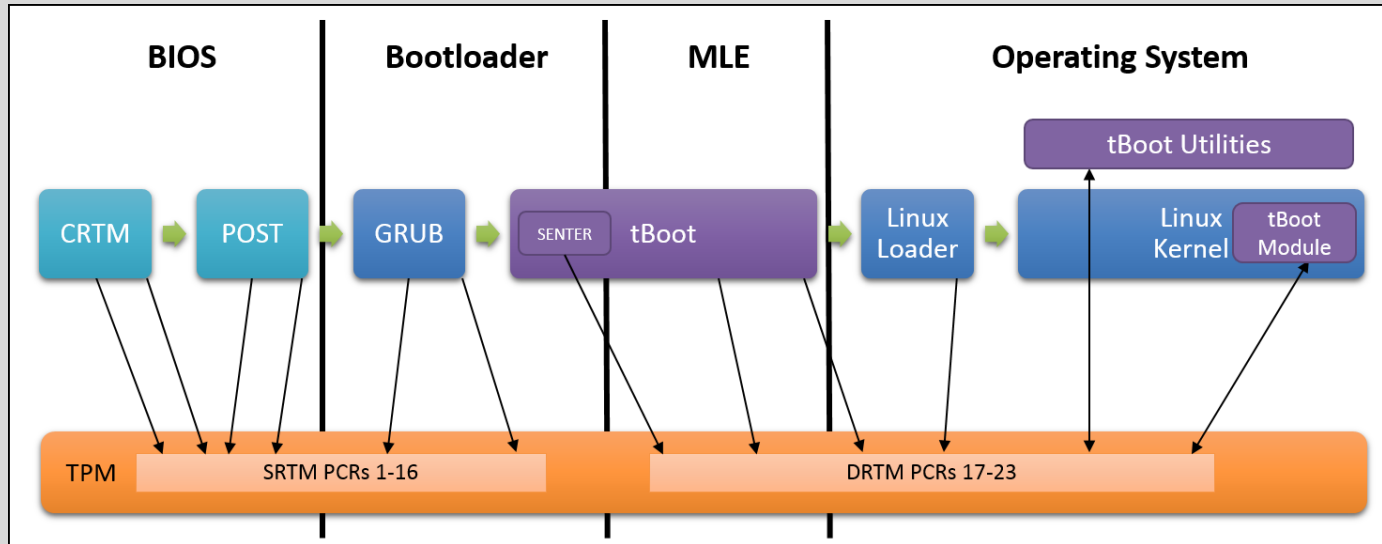 BIOS
Bootloader
MLE
Operating System
tBoot Utilities
CRTM
POST
GRUB
SENTER
tBoot
Linux
Loader
Linux
Kernel
tBoot
Module
TPM
SRTM PCRs 1-16
DRTM PCRs 17-23